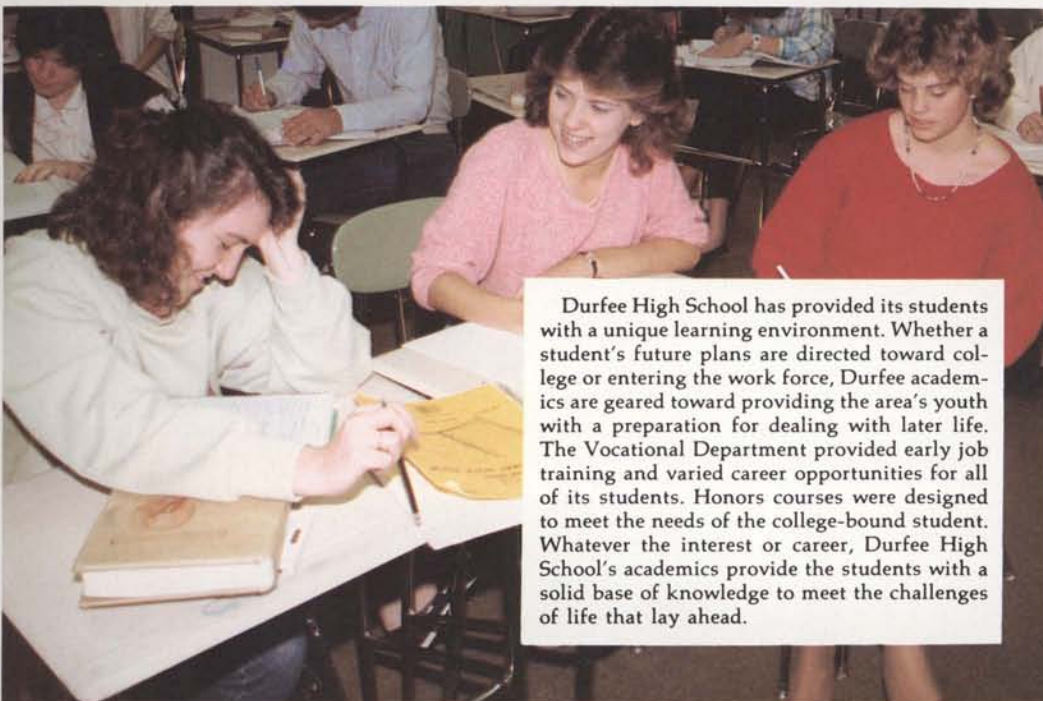 Durfee High School has provided its students
with a unique learning environment. Whether a
student's future plans are directed toward col-
lege or entering the work force, Durfee academ-
ics are geared toward providing the area's youth
with a preparation for dealing with later life.
The Vocational Department provided early job
training and varied career opportunities for all
of its students. Honors courses were designed
to meet the needs of the college-bound student.
Whatever the interest or career, Durfee High
School's academics provide the students with a
solid base of knowledge to meet the challenges
of life that lay ahead.